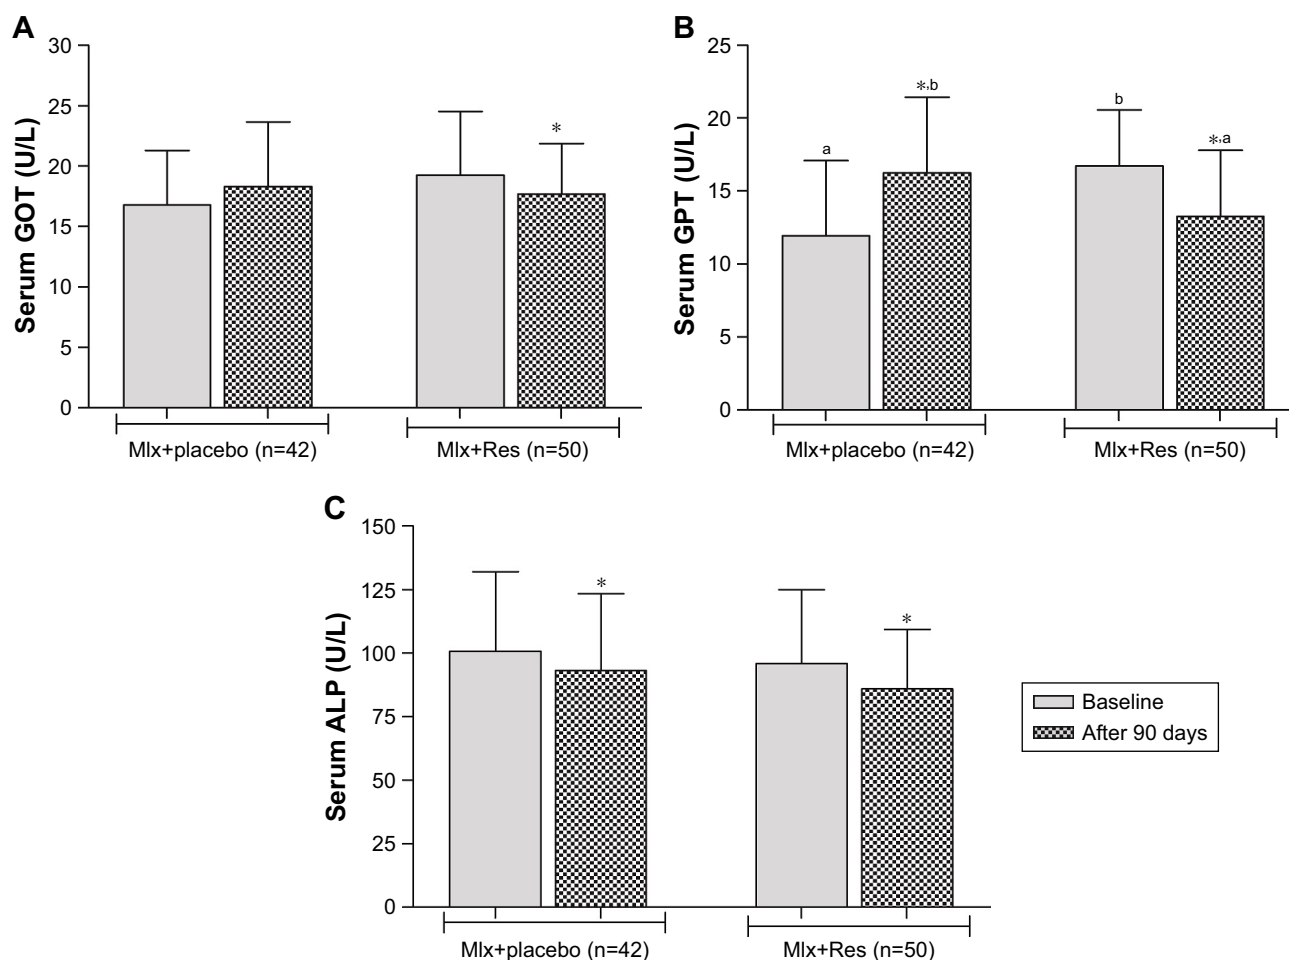 A
30
25
20
15
10
5
0
Serum GOT (U/L)
*
Mlx+placebo (n=42)
Mlx+Res (n=50)
B
25
20
15
10
5
0
Serum GPT (U/L)
a
*,b
b
*,a
Mlx+placebo (n=42)
Mlx+Res (n=50)
C
150
125
100
75
50
25
0
Serum ALP (U/L)
*
*
Mlx+placebo (n=42)
Mlx+Res (n=50)
Baseline
After 90 days